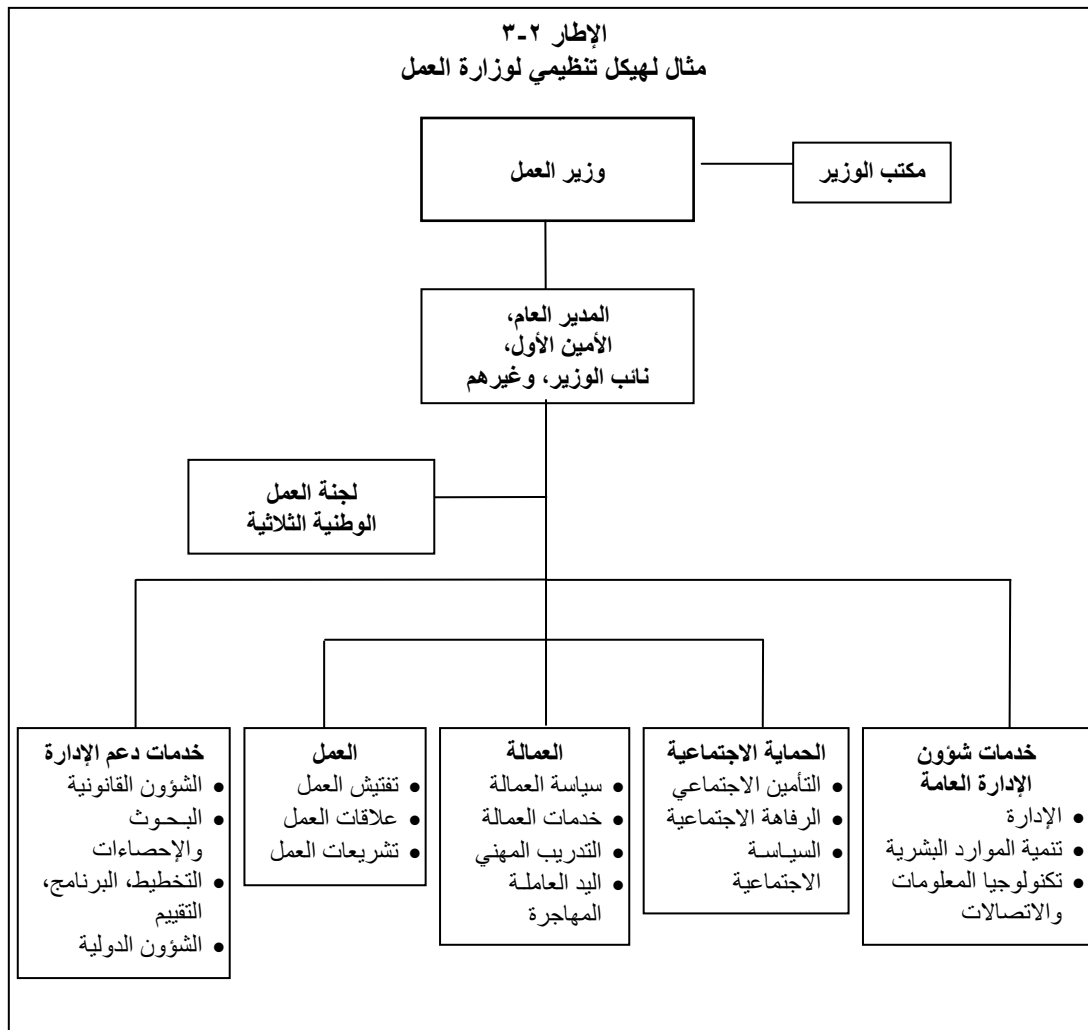 الإطار ٢-٣
مثال لهيكل تنظيمي لوزارة العمل
وزير العمل
مكتب الوزير
المدير العام،
الأمين الأول،
نائب الوزير، وغيرهم
لجنة العمل
الوطنية الثلاثية
خدمات شؤون
الإدارة العامة
• الإدارة
• تنمية الموارد البشرية
• تكنولوجيا المعلومات
والاتصالات
الحماية الاجتماعية
• التأمين الاجتماعي
• الرفاهة الاجتماعية
• السياسة
الاجتماعية
العمالة
• سياسة العمالة
• خدمات العمالة
• التدريب المهني
• اليد العاملة
المهاجرة
العمل
• تفتيش العمل
• علاقات العمل
• تشريعات العمل
خدمات دعم الإدارة
• الشؤون القانونية
• البحوث
والإحصاءات
• التخطيط، البرنامج،
التقييم
• الشؤون الدولية